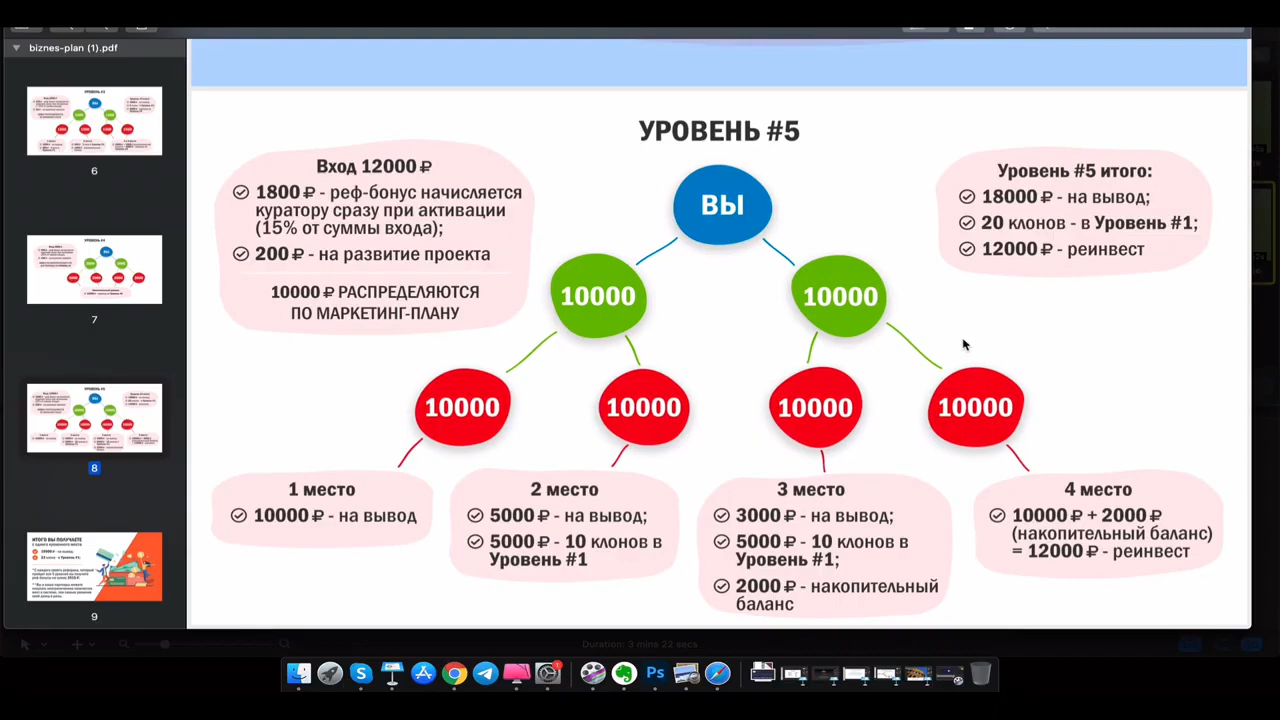 biznes-plan (1).pdf
6
7
8
ИТОГО ВЫ ПОЛУЧАЕТЕ
9
УРОВЕНЬ #5
Вход 12000 ₽
1800 ₽ - реф-бонус начисляется
куратору сразу при активации
(15% от суммы входа);
200 ₽ - на развитие проекта
10000 ₽ РАСПРЕДЕЛЯЮТСЯ
ПО МАРКЕТИНГ-ПЛАНУ
ВЫ
Уровень #5 итого:
18000 ₽ - на вывод;
20 клонов - в Уровень #1;
12000 ₽ - реинвест
10000
10000
10000
10000
10000
10000
1 место
10000 ₽ - на вывод
2 место
5000 ₽ - на вывод;
5000 ₽ - 10 клонов в
Уровень #1
3 место
3000 ₽ - на вывод;
5000 ₽ - 10 клонов в
Уровень #1;
2000 ₽ - накопительный
баланс
4 место
10000 ₽ + 2000 ₽
(накопительный баланс)
= 12000 ₽ - реинвест
Duration: 3 mins 22 secs
Ps